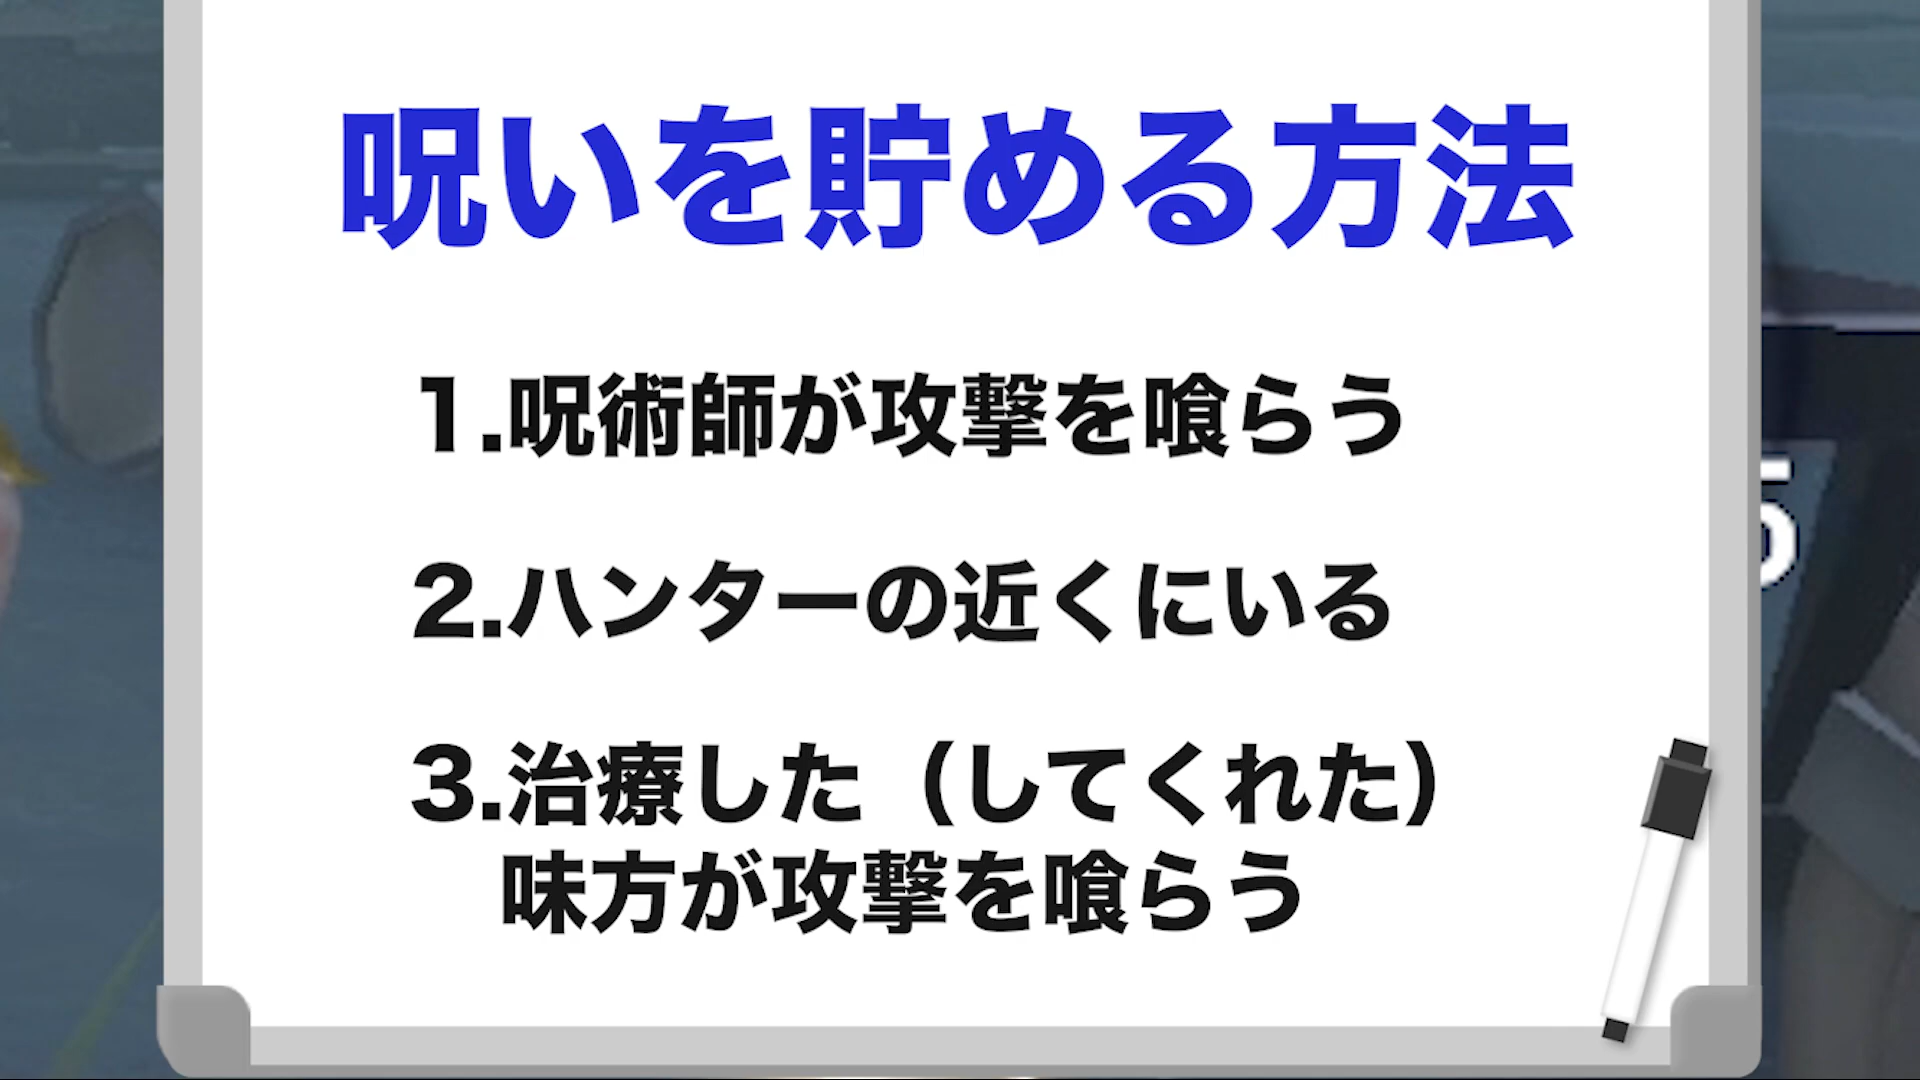 呪いを貯める方法
1.呪術師が攻撃を喰らう
2.ハンターの近くにいる
3.治療した（してくれた）
味方が攻撃を喰らう